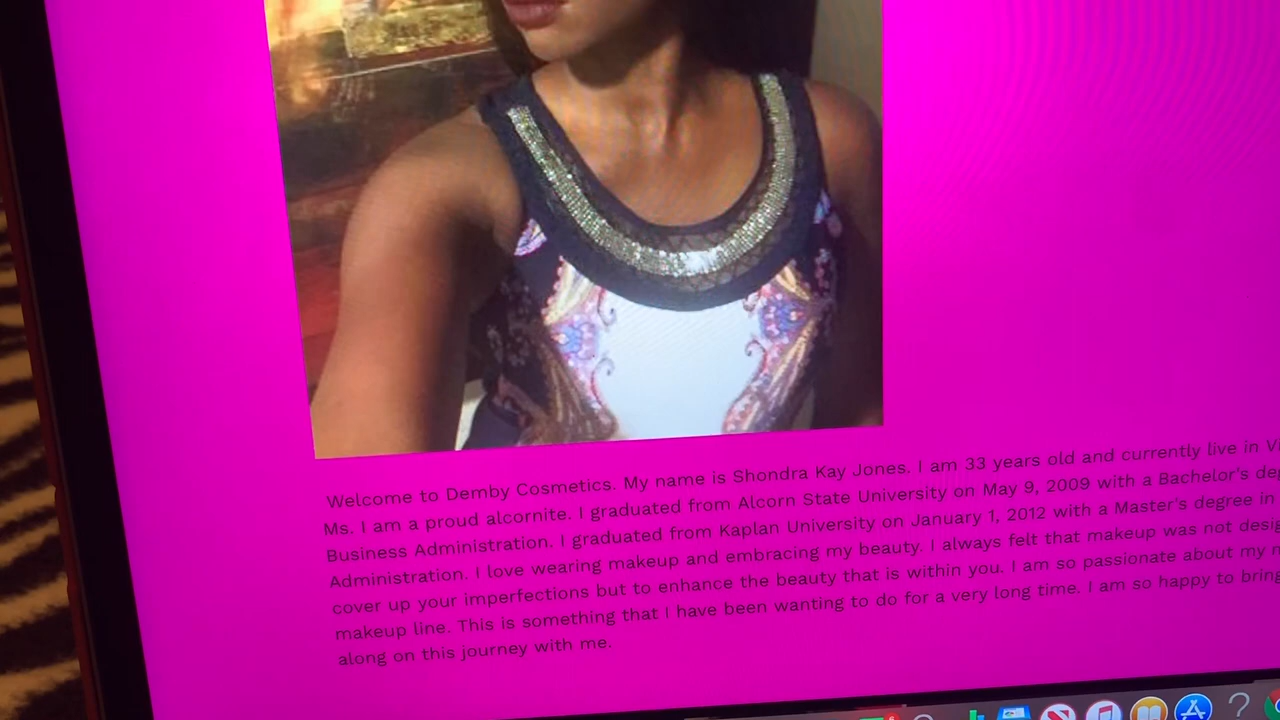 Welcome to Demby Cosmetics. My name is Shondra Kay Jones. I am 33 years old and currently live in
Ms. I am a proud alcornite. I graduated from Alcorn State University on May 9, 2009 with a Bachelor's
Business Administration. I graduated from Kaplan University on January 1, 2012 with a Master's degree in
Administration. I love wearing makeup and embracing my beauty. I always felt that makeup was not
cover up your imperfections but to enhance the beauty that is within you. I am so passionate about my
makeup line. This is something that I have been wanting to do for a very long time. I am so happy to bring
along on this journey with me.